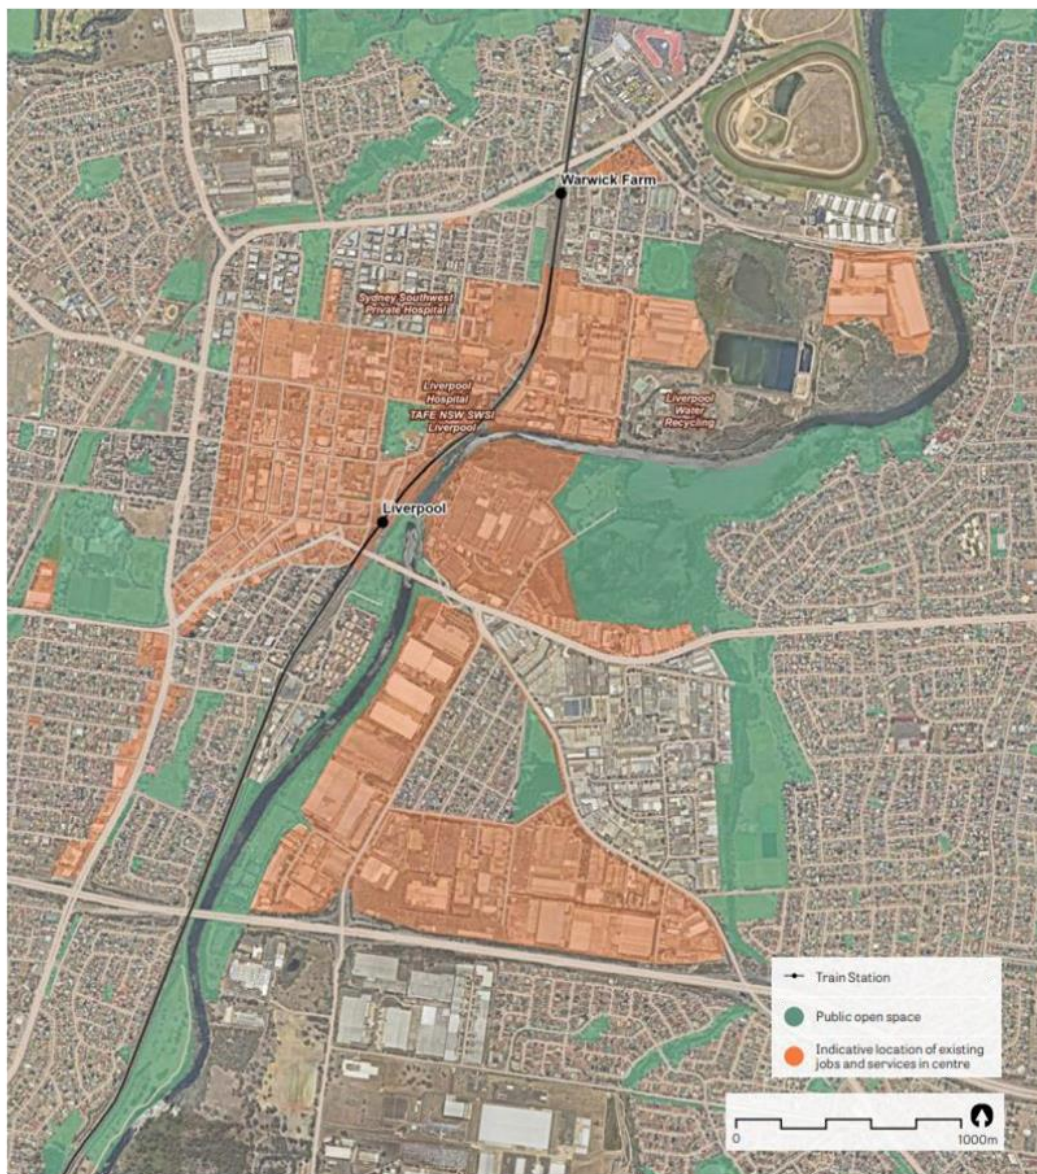 Warwick Farm
Sydney Southwest
Private Hospital
Liverpool
Hospital
TAFE NSW SWSI
Liverpool
Liverpool
Water
Recycling
Liverpool
Train Station
Public open space
Indicative location of existing
jobs and services in centre
0
1000m